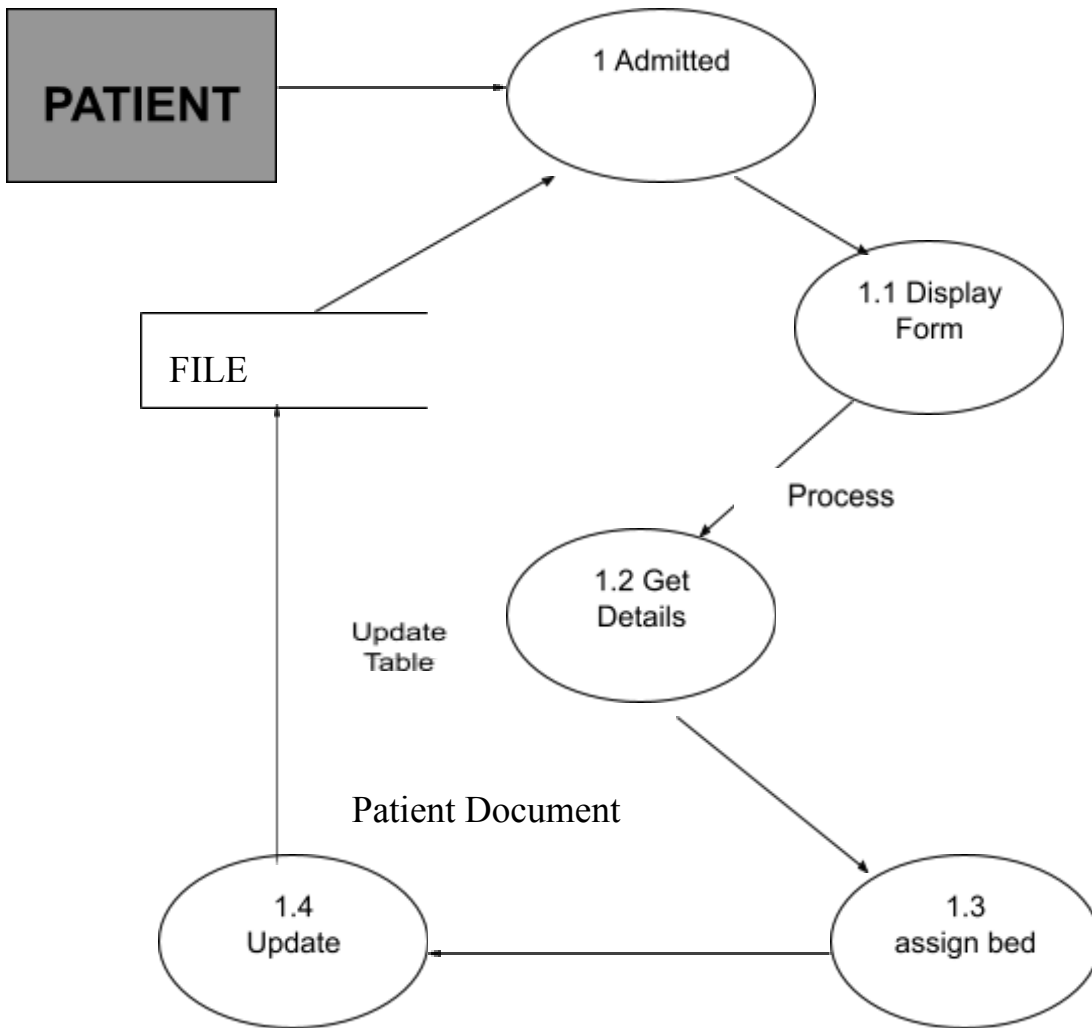 PATIENT
1 Admitted
1.1 Display
Form
FILE
Process
1.2 Get
Details
Update
Table
Patient Document
1.4
Update
1.3
assign bed